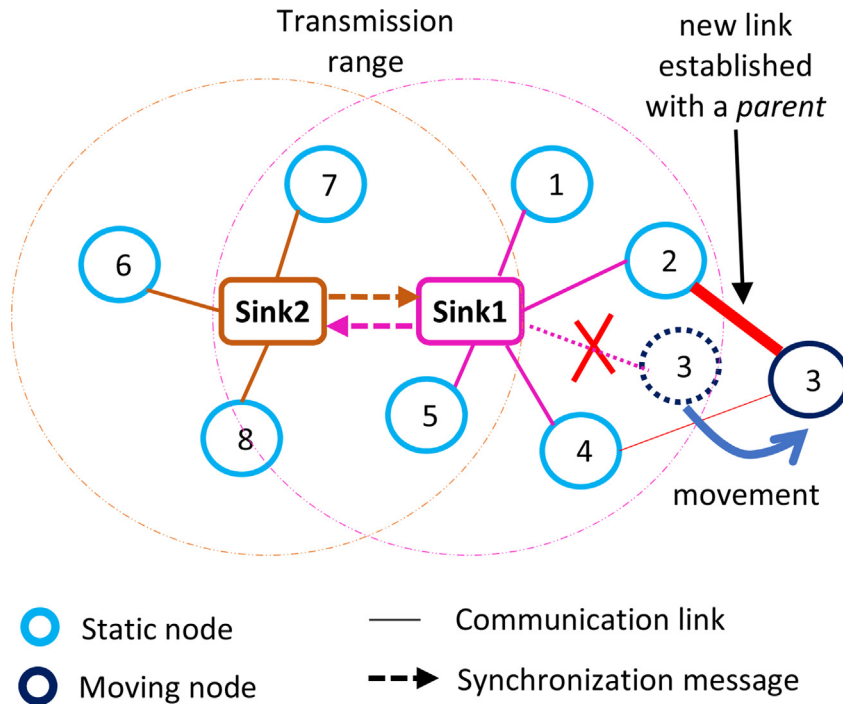 Transmission
range
new link
established
with a parent
7
1
6
2
Sink2
Sink1
3
3
5
8
4
movement
Static node
Communication link
Moving node
Synchronization message